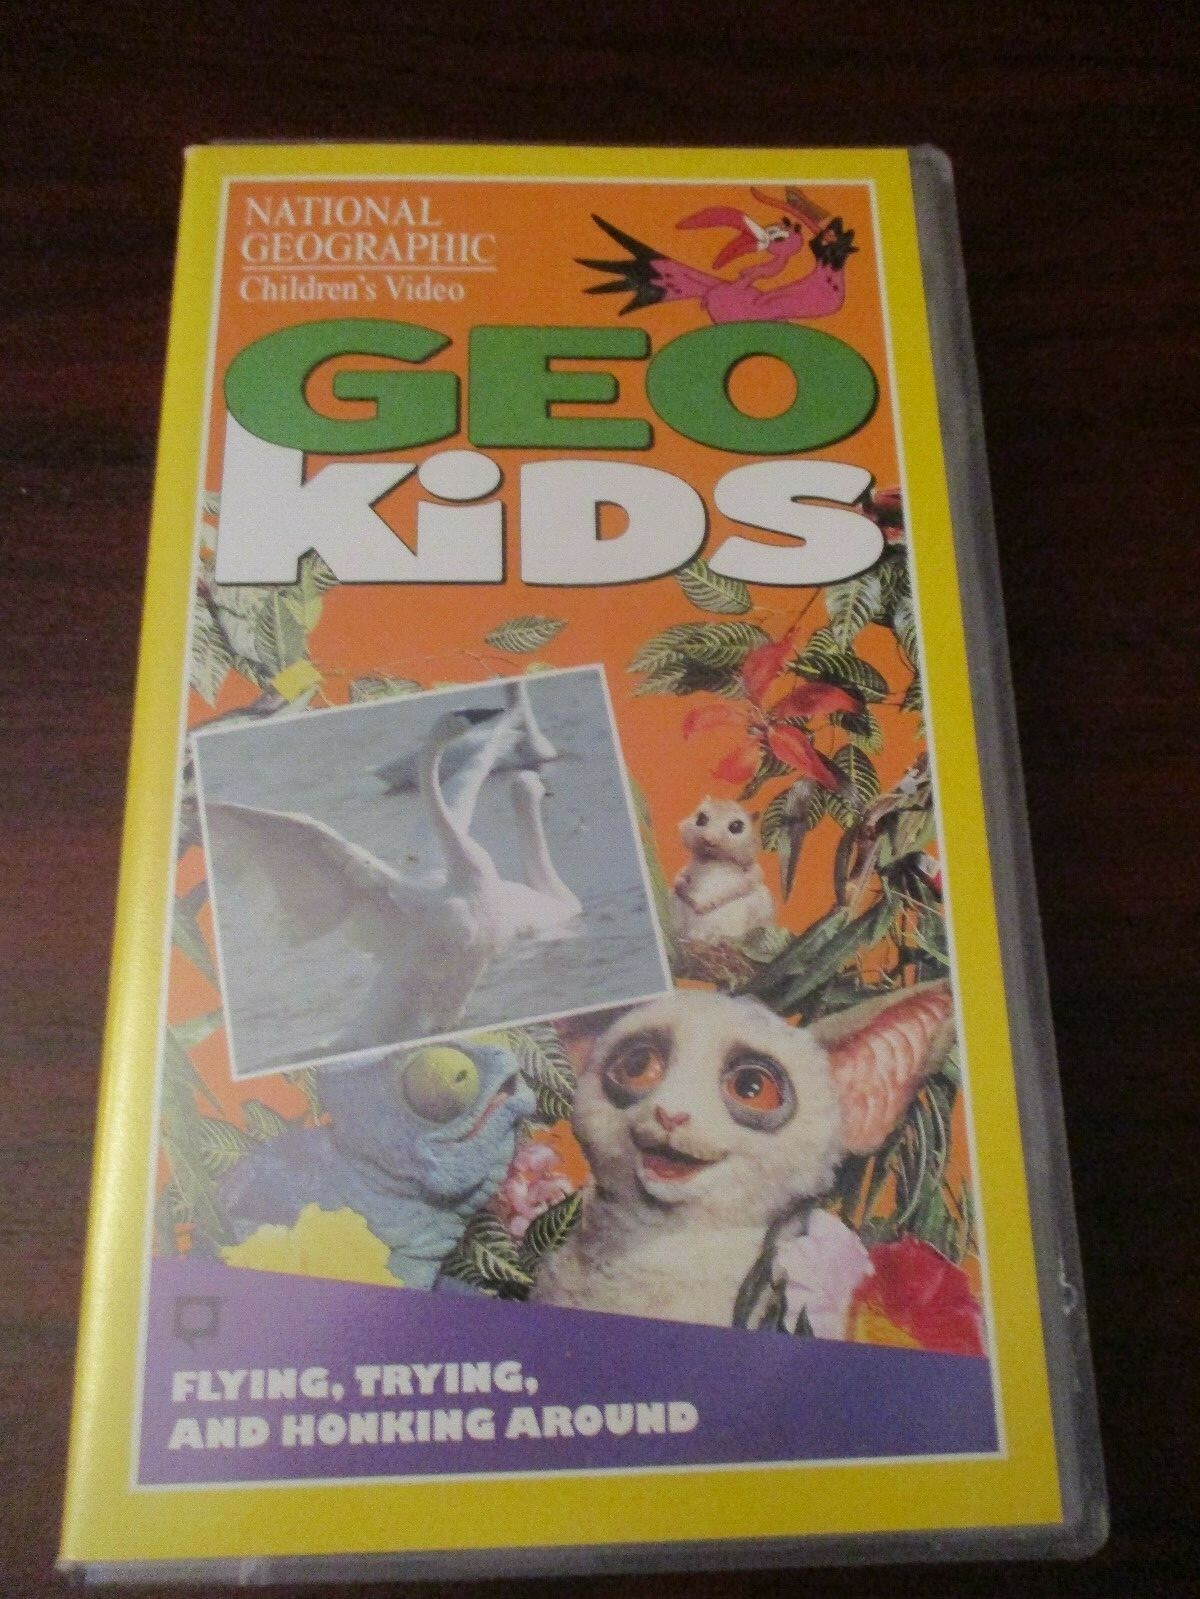 NATIONAL
GEOGRAPHIC
Children's Video
GEO
KiDS
FLYING, TRYING,
AND HONKING AROUND